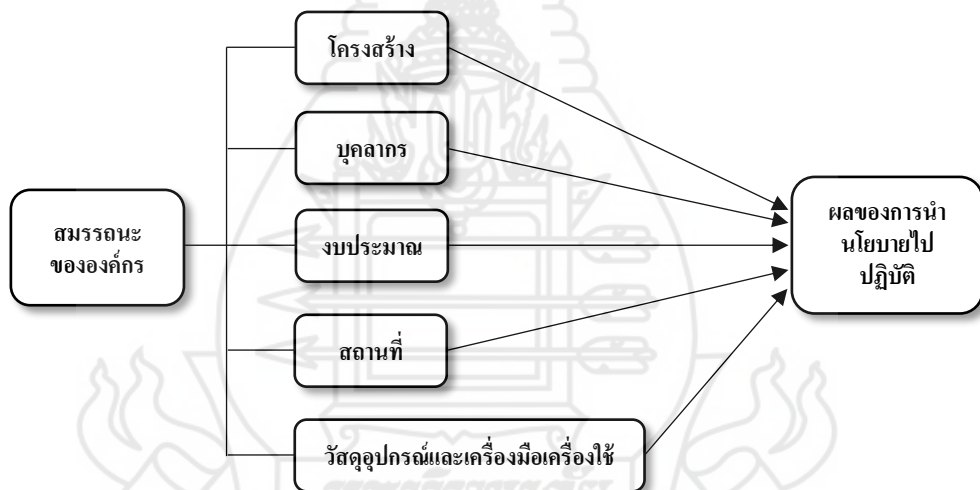 โครงสร้าง
บุคลากร
สมรรถนะ
ขององค์กร
งบประมาณ
ผลของการนำ
นโยบายไป
ปฏิบัติ
สถานที่
วัสดุอุปกรณ์และเครื่องมือเครื่องใช้